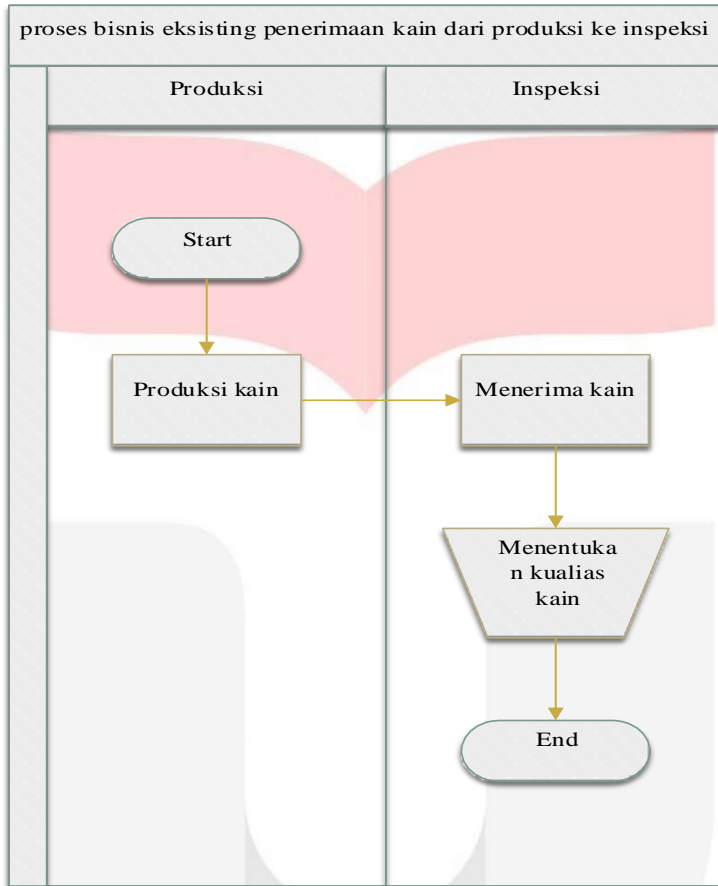 proses bisnis eksisting penerimaan kain dari produksi ke inspeksi
Produksi
Inspeksi
Start
Produksi kain
Menerima kain
Menentuka
n kualias
kain
End